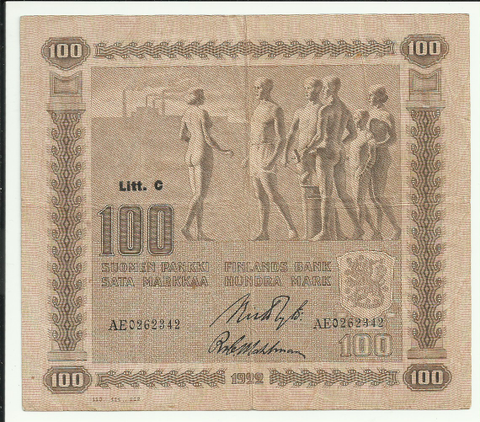 100 100
Litt. C
100
SUOMEN PANKKI FINLANDS BANK
SATA MARKKAA HUNDRA MARK
AE0262342 AE0262342
100
100 1922 100